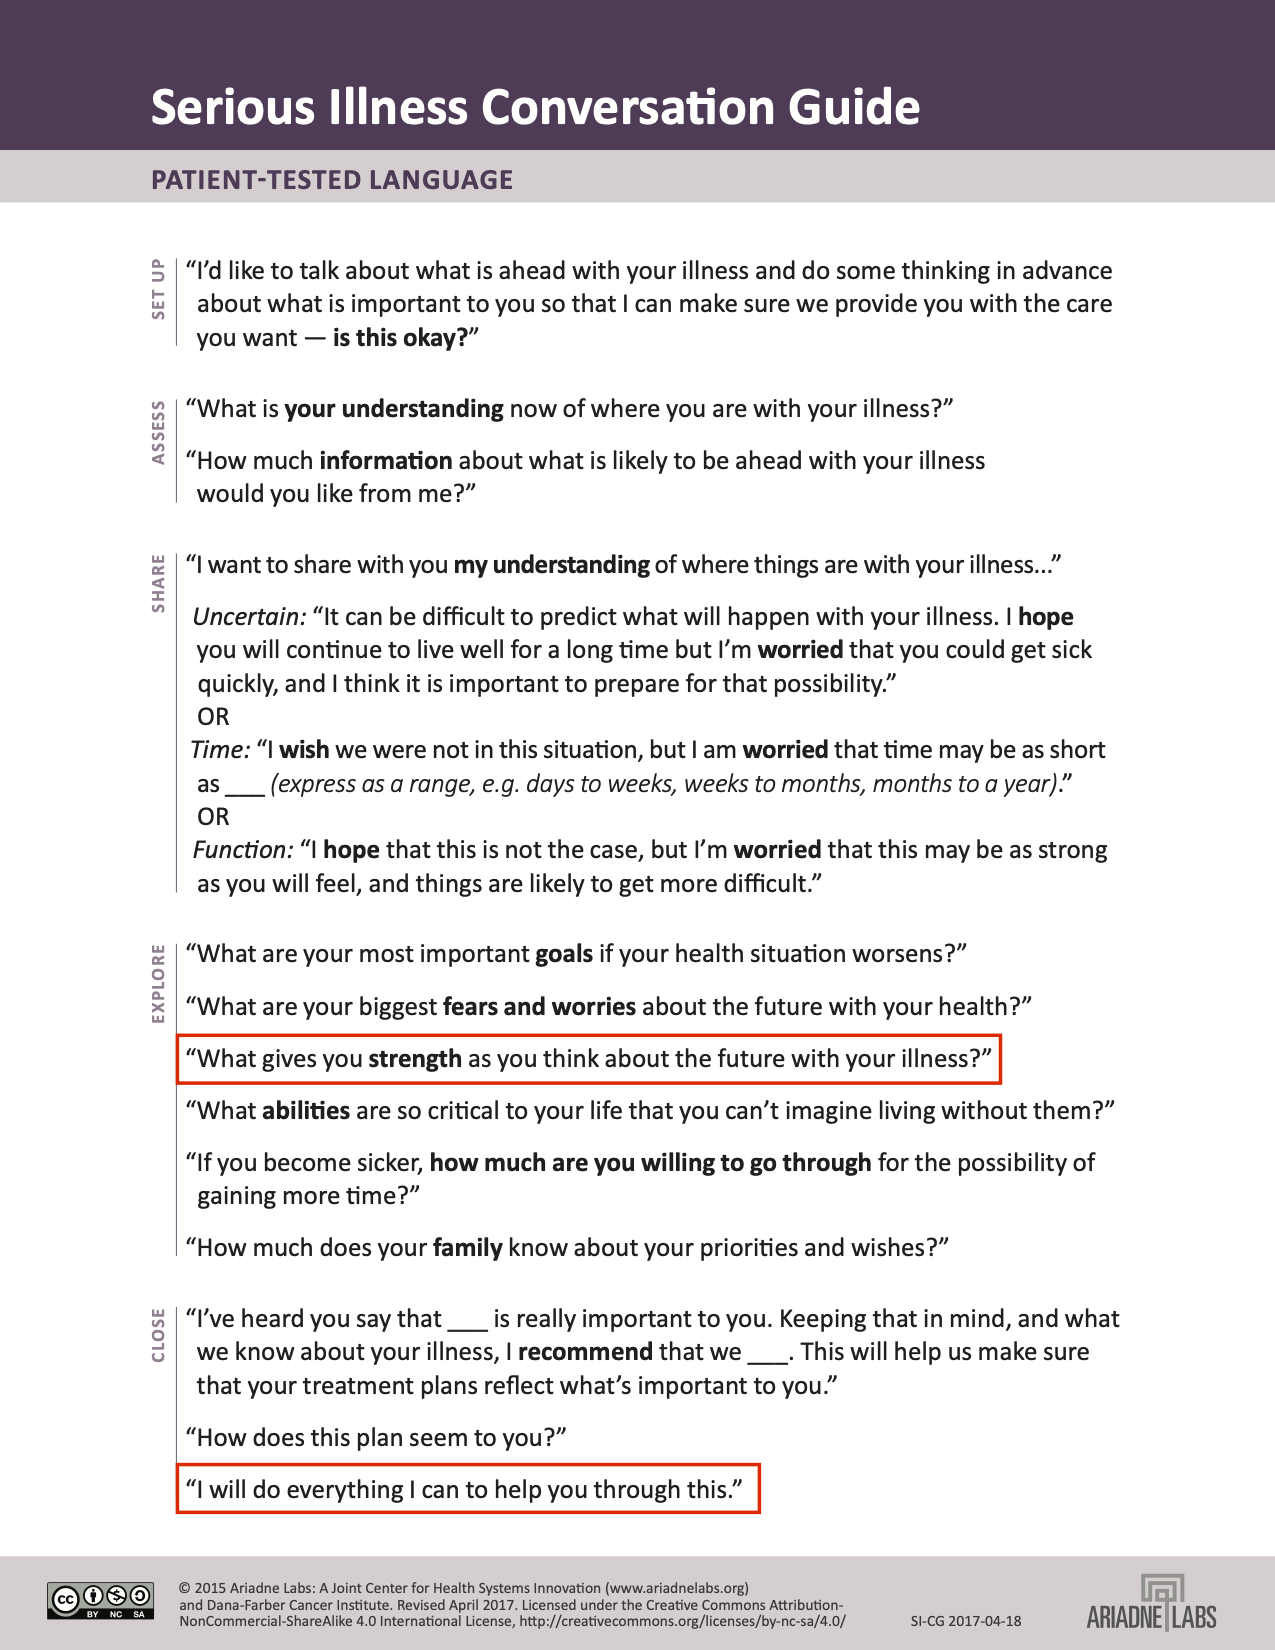 Serious Illness Conversation Guide
PATIENT-TESTED LANGUAGE
SET UP
“I’d like to talk about what is ahead with your illness and do some thinking in advance
about what is important to you so that I can make sure we provide you with the care
you want — is this okay?”
ASSESS
“What is your understanding now of where you are with your illness?”
“How much information about what is likely to be ahead with your illness
would you like from me?”
SHARE
“I want to share with you my understanding of where things are with your illness...”
Uncertain: “It can be difficult to predict what will happen with your illness. I hope
you will continue to live well for a long time but I’m worried that you could get sick
quickly, and I think it is important to prepare for that possibility.”
OR
Time: “I wish we were not in this situation, but I am worried that time may be as short
as ___ (express as a range, e.g. days to weeks, weeks to months, months to a year).”
OR
Function: “I hope that this is not the case, but I’m worried that this may be as strong
as you will feel, and things are likely to get more difficult.”
EXPLORE
“What are your most important goals if your health situation worsens?”
“What are your biggest fears and worries about the future with your health?”
“What gives you strength as you think about the future with your illness?”
“What abilities are so critical to your life that you can’t imagine living without them?”
“If you become sicker, how much are you willing to go through for the possibility of
gaining more time?”
“How much does your family know about your priorities and wishes?”
CLOSE
“I’ve heard you say that ___ is really important to you. Keeping that in mind, and what
we know about your illness, I recommend that we ___. This will help us make sure
that your treatment plans reflect what’s important to you.”
“How does this plan seem to you?”
“I will do everything I can to help you through this.”
cc
BY NC SA
© 2015 Ariadne Labs: A Joint Center for Health Systems Innovation (www.ariadnelabs.org)
and Dana-Farber Cancer Institute. Revised April 2017. Licensed under the Creative Commons Attribution-
NonCommercial-ShareAlike 4.0 International License, http://creativecommons.org/licenses/by-nc-sa/4.0/
SI-CG 2017-04-18
ARIADNE LABS